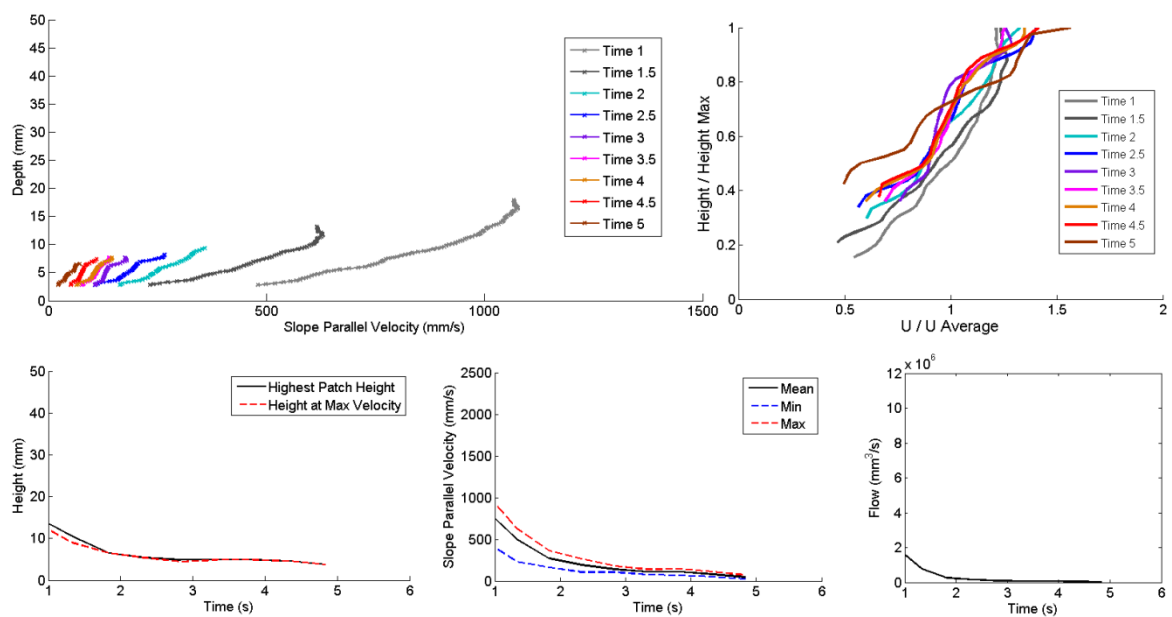 50
45
40
35
30
25
20
15
10
5
0
Depth (mm)
0 500 1000 1500
Slope Parallel Velocity (mm/s)
Time 1
Time 1.5
Time 2
Time 2.5
Time 3
Time 3.5
Time 4
Time 4.5
Time 5
1
0.8
0.6
0.4
0.2
0
Height / Height Max
0 0.5 1 1.5 2
U / U Average
Time 1
Time 1.5
Time 2
Time 2.5
Time 3
Time 3.5
Time 4
Time 4.5
Time 5
50
40
30
20
10
0
Height (mm)
1 2 3 4 5 6
Time (s)
Highest Patch Height
Height at Max Velocity
2500
2000
1500
1000
500
0
Slope Parallel Velocity (mm/s)
1 2 3 4 5 6
Time (s)
Mean
Min
Max
x 10^6
12
10
8
6
4
2
0
Flow (mm^3/s)
1 2 3 4 5 6
Time (s)